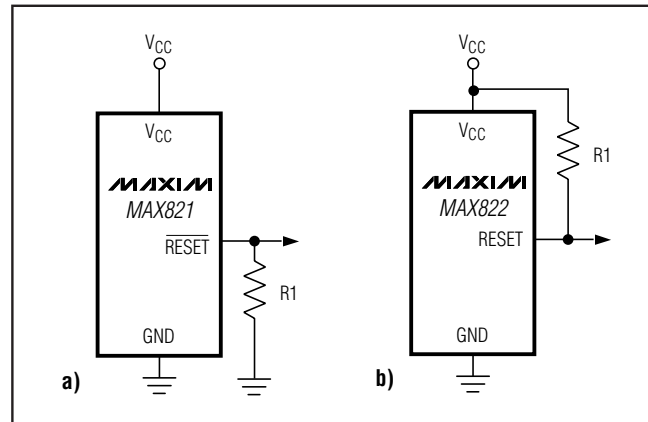 VCC
VCC
MAXIM
MAX821
RESET
R1
GND
a)
VCC
VCC
MAXIM
MAX822
RESET
R1
GND
b)